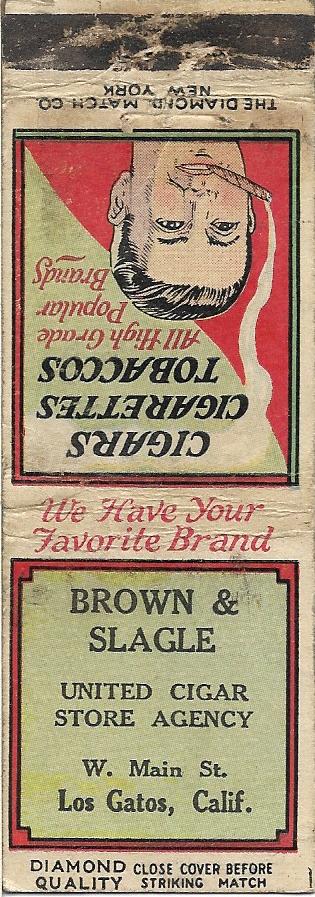 THE DIAMOND MATCH CO.
NEW YORK
CIGARS
CIGARETTES
TOBACCOS
All High Grade
Popular
Brands
We Have Your
Favorite Brand
BROWN &
SLAGLE
UNITED CIGAR
STORE AGENCY
W. Main St.
Los Gatos, Calif.
DIAMOND QUALITY
CLOSE COVER BEFORE
STRIKING MATCH